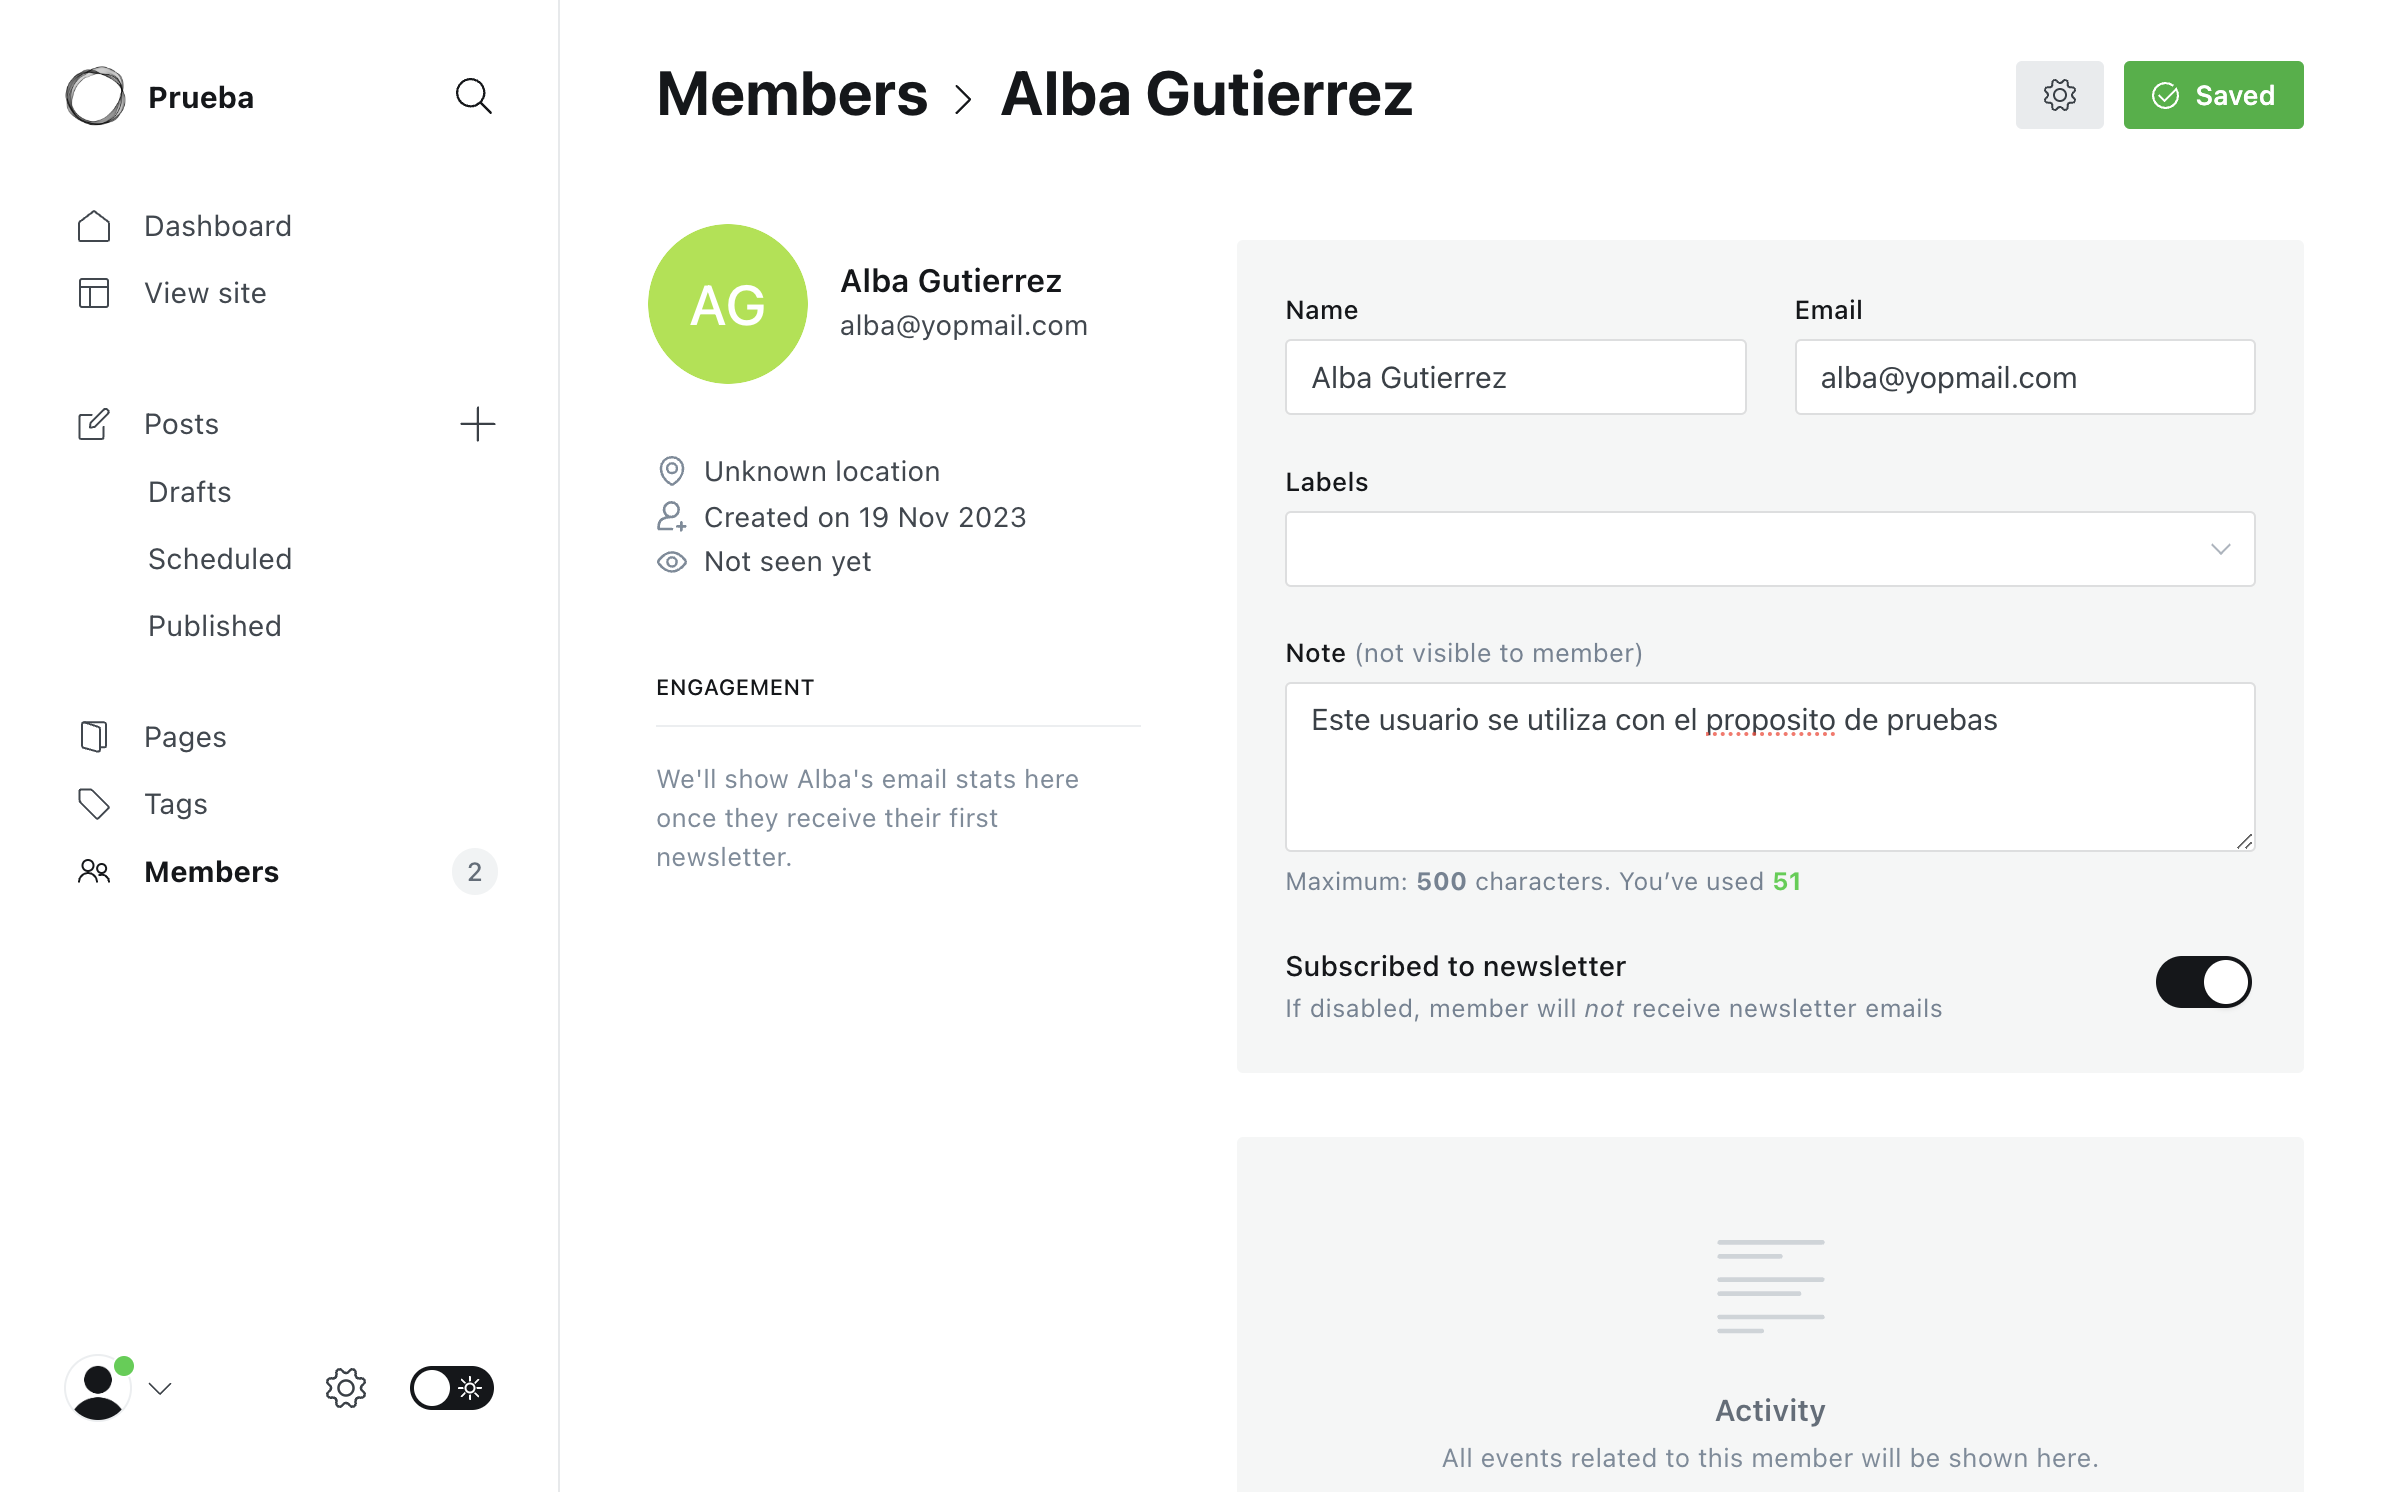 Prueba
Dashboard
View site
Posts
Drafts
Scheduled
Published
Pages
Tags
Members
2
Members > Alba Gutierrez
Saved
AG
Alba Gutierrez
alba@yopmail.com
Unknown location
Created on 19 Nov 2023
Not seen yet
ENGAGEMENT
We'll show Alba's email stats here
once they receive their first
newsletter.
Name
Alba Gutierrez
Email
alba@yopmail.com
Labels
Note (not visible to member)
Este usuario se utiliza con el proposito de pruebas
Maximum: 500 characters. You’ve used 51
Subscribed to newsletter
If disabled, member will not receive newsletter emails
Activity
All events related to this member will be shown here.